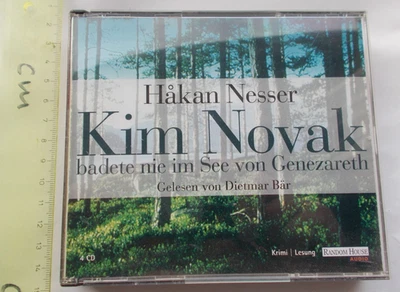 Håkan Nesser
Kim Novak
badete nie im See von Genezareth
Gelesen von Dietmar Bär
4 CD
Krimi | Lesung
RANDOM HOUSE
AUDIO
cm